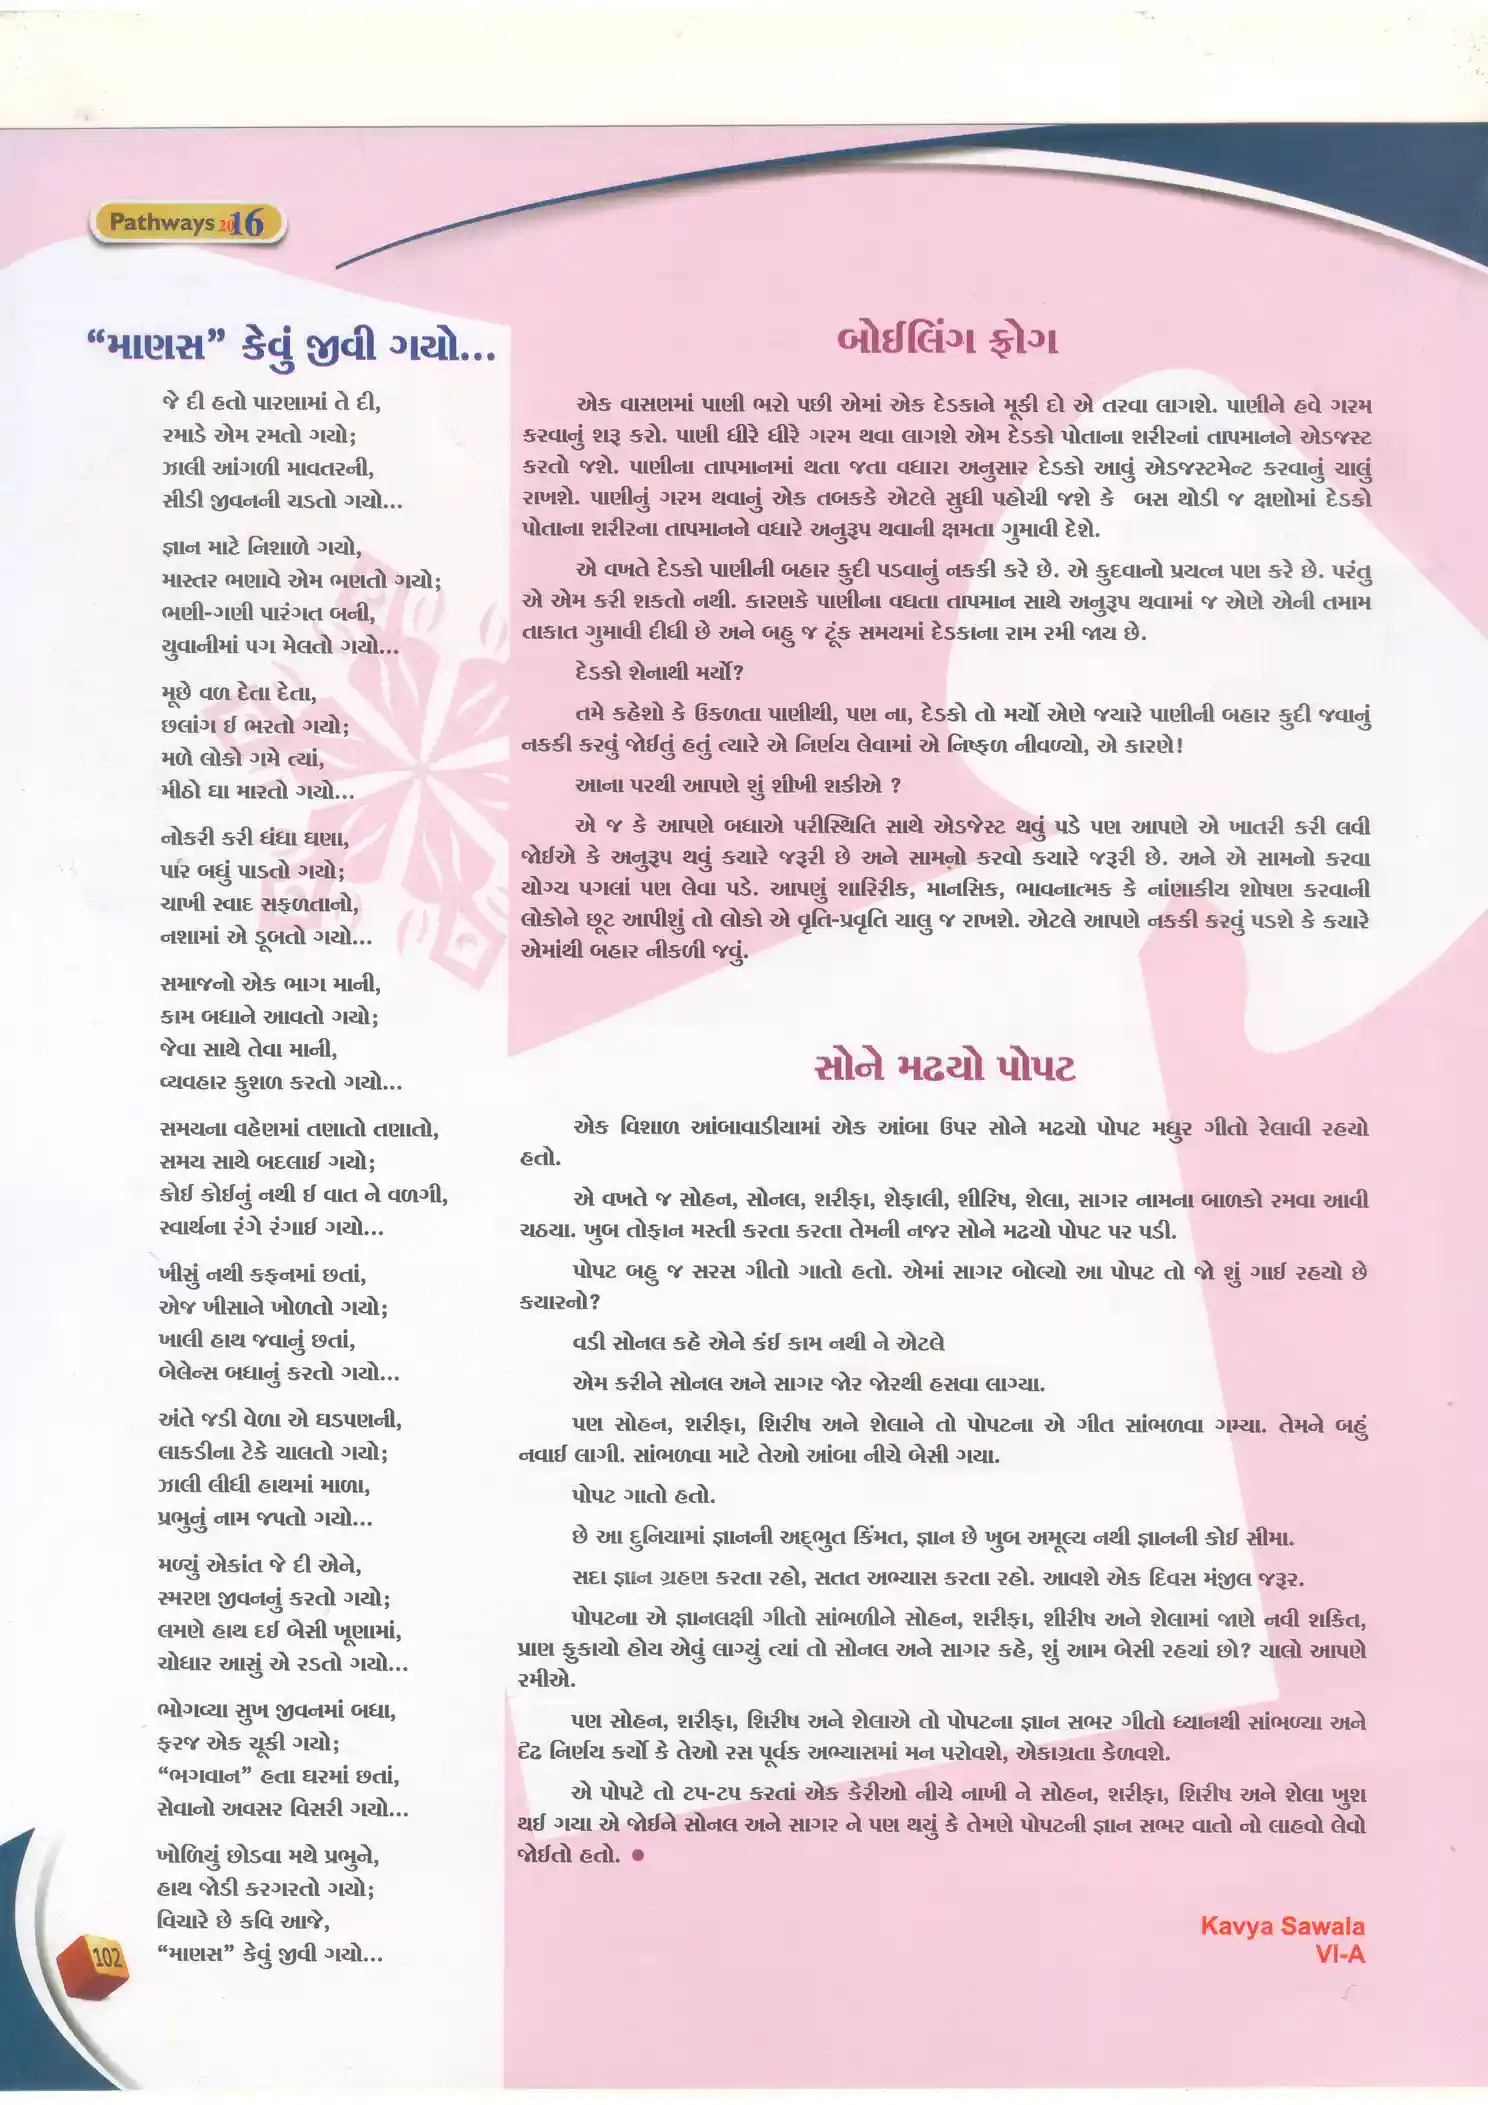 Pathways 2016
“માણસ” કેવું જીવી ગયો...
જે દી હતો પારણામાં તે દી,
રમાડે એમ રમતો ગયો;
ઝાલી આંગળી માવતરની,
સીડી જીવનની ચડતો ગયો...
જ્ઞાન માટે નિશાળે ગયો,
માસ્તર ભણાવે એમ ભણતો ગયો;
ભણી-ગણી પારંગત બની,
યુવાનીમાં પગ મેલતો ગયો...
મૂછે વળ દેતા દેતા,
છલાંગ ઈ ભરતો ગયો;
મળે લોકો ગમે ત્યાં,
મીઠો ઘા મારતો ગયો...
નોકરી કરી ધંધા ઘણા,
પાર બધું પાડતો ગયો;
ચાખી સ્વાદ સફળતાનો,
નશામાં એ ડૂબતો ગયો...
સમાજનો એક ભાગ માની,
કામ બધાને આવતો ગયો;
જેવા સાથે તેવા માની,
વ્યવહાર કુશળ કરતો ગયો...
સમયના વહેણમાં તણાતો તણાતો,
સમય સાથે બદલાઈ ગયો;
કોઈ કોઈનું નથી ઈ વાત ને વળગી,
સ્વાર્થના રંગે રંગાઈ ગયો...
ખીસું નથી કફનમાં છતાં,
એજ ખીસાને ખોળતો ગયો;
ખાલી હાથ જવાનું છતાં,
બેલેન્સ બધાનું કરતો ગયો...
અંતે જડી વેળા એ ઘડપણની,
લાકડીના ટેકે ચાલતો ગયો;
ઝાલી લીધી હાથમાં માળા,
પ્રભુનું નામ જપતો ગયો...
મળ્યું એકાંત જે દી એને,
સ્મરણ જીવનનું કરતો ગયો;
લમણે હાથ દઈ બેસી ખૂણામાં,
ચોધાર આસું એ રડતો ગયો...
ભોગવ્યા સુખ જીવનમાં બધા,
ફરજ એક ચૂકી ગયો;
“ભગવાન” હતા ઘરમાં છતાં,
સેવાનો અવસર વિસરી ગયો...
ખોળિયું છોડવા મથે પ્રભુને,
હાથ જોડી કરગરતો ગયો;
વિચારે છે કવિ આજે,
“માણસ” કેવું જીવી ગયો...
102
બોઈલિંગ ફ્રોગ
એક વાસણમાં પાણી ભરો પછી એમાં એક દેડકાને મૂકી દો એ તરવા લાગશે. પાણીને હવે ગરમ
કરવાનું શરૂ કરો. પાણી ધીરે ધીરે ગરમ થવા લાગશે એમ દેડકો પોતાના શરીરનાં તાપમાનને એડજસ્ટ
કરતો જશે. પાણીના તાપમાનમાં થતા જતા વધારા અનુસાર દેડકો આવું એડજસ્ટમેન્ટ કરવાનું ચાલું
રાખશે. પાણીનું ગરમ થવાનું એક તબક્કે એટલે સુધી પહોચી જશે કે બસ થોડી જ ક્ષણોમાં દેડકો
પોતાના શરીરના તાપમાનને વધારે અનુરૂપ થવાની ક્ષમતા ગુમાવી દેશે.
એ વખતે દેડકો પાણીની બહાર કુદી પડવાનું નકકી કરે છે. એ કુદવાનો પ્રયત્ન પણ કરે છે. પરંતુ
એ એમ કરી શકતો નથી. કારણકે પાણીના વધતા તાપમાન સાથે અનુરૂપ થવામાં જ એણે એની તમામ
તાકાત ગુમાવી દીધી છે અને બહુ જ ટૂંક સમયમાં દેડકાના રામ રમી જાય છે.
દેડકો શેનાથી મર્યો?
તમે કહેશો કે ઉકળતા પાણીથી, પણ ના, દેડકો તો મર્યો એણે જયારે પાણીની બહાર કુદી જવાનું
નકકી કરવું જોઈતું હતું ત્યારે એ નિર્ણય લેવામાં એ નિષ્ફળ નીવળ્યો, એ કારણે!
આના પરથી આપણે શું શીખી શકીએ ?
એ જ કે આપણે બધાએ પરીસ્થિતિ સાથે એડજેસ્ટ થવું પડે પણ આપણે એ ખાતરી કરી લવી
જોઈએ કે અનુરૂપ થવું કયારે જરૂરી છે અને સામનો કરવો કયારે જરૂરી છે. અને એ સામનો કરવા
યોગ્ય પગલાં પણ લેવા પડે. આપણું શારિરીક, માનસિક, ભાવનાત્મક કે નાંણાકીય શોષણ કરવાની
લોકોને છૂટ આપીશું તો લોકો એ વૃતિ-પ્રવૃતિ ચાલુ જ રાખશે. એટલે આપણે નકકી કરવું પડશે કે કયારે
એમાંથી બહાર નીકળી જવું.
સોને મઢયો પોપટ
એક વિશાળ આંબાવાડીયામાં એક આંબા ઉપર સોને મઢયો પોપટ મધુર ગીતો રેલાવી રહયો
હતો.
એ વખતે જ સોહન, સોનલ, શરીફા, શેફાલી, શીરિષ, શેલા, સાગર નામના બાળકો રમવા આવી
ચઠયા. ખુબ તોફાન મસ્તી કરતા કરતા તેમની નજર સોને મઢયો પોપટ પર પડી.
પોપટ બહુ જ સરસ ગીતો ગાતો હતો. એમાં સાગર બોલ્યો આ પોપટ તો જો શું ગાઈ રહયો છે
કયારનો?
વડી સોનલ કહે એને કંઈ કામ નથી ને એટલે
એમ કરીને સોનલ અને સાગર જોર જોરથી હસવા લાગ્યા.
પણ સોહન, શરીફા, શિરીષ અને શેલાને તો પોપટના એ ગીત સાંભળવા ગમ્યા. તેમને બહું
નવાઈ લાગી. સાંભળવા માટે તેઓ આંબા નીચે બેસી ગયા.
પોપટ ગાતો હતો.
છે આ દુનિયામાં જ્ઞાનની અદ્ભુત કિંમત, જ્ઞાન છે ખુબ અમૂલ્ય નથી જ્ઞાનની કોઈ સીમા.
સદા જ્ઞાન ગ્રહણ કરતા રહો, સતત અભ્યાસ કરતા રહો. આવશે એક દિવસ મંજીલ જરૂર.
પોપટના એ જ્ઞાનલક્ષી ગીતો સાંભળીને સોહન, શરીફા, શીરીષ અને શેલામાં જાણે નવી શકિત,
પ્રાણ ફુકાયો હોય એવું લાગ્યું ત્યાં તો સોનલ અને સાગર કહે, શું આમ બેસી રહયાં છો? ચાલો આપણે
રમીએ.
પણ સોહન, શરીફા, શિરીષ અને શેલાએ તો પોપટના જ્ઞાન સભર ગીતો ધ્યાનથી સાંભળ્યા અને
દૃઢ નિર્ણય કર્યો કે તેઓ રસ પૂર્વક અભ્યાસમાં મન પરોવશે, એકાગ્રતા કેળવશે.
એ પોપટે તો ટપ-ટપ કરતાં એક કેરીઓ નીચે નાખી ને સોહન, શરીફા, શિરીષ અને શેલા ખુશ
થઈ ગયા એ જોઈને સોનલ અને સાગર ને પણ થયું કે તેમણે પોપટની જ્ઞાન સભર વાતો નો લાહવો લેવો
જોઈતો હતો. ●
Kavya Sawala
VI-A